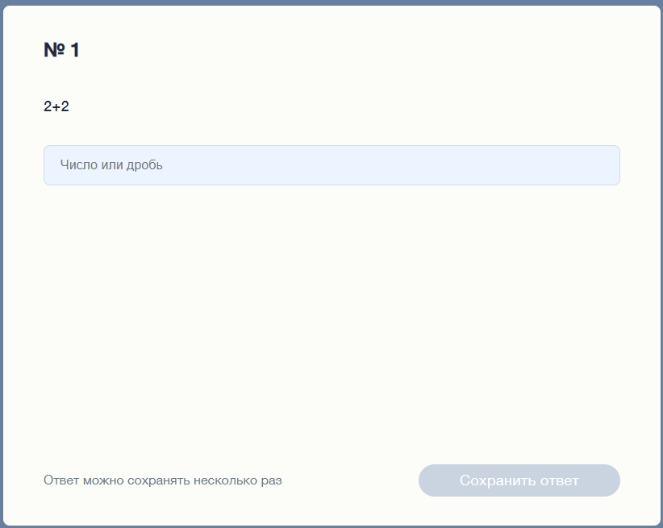 № 1
2+2
Число или дробь
Ответ можно сохранять несколько раз
Сохранить ответ